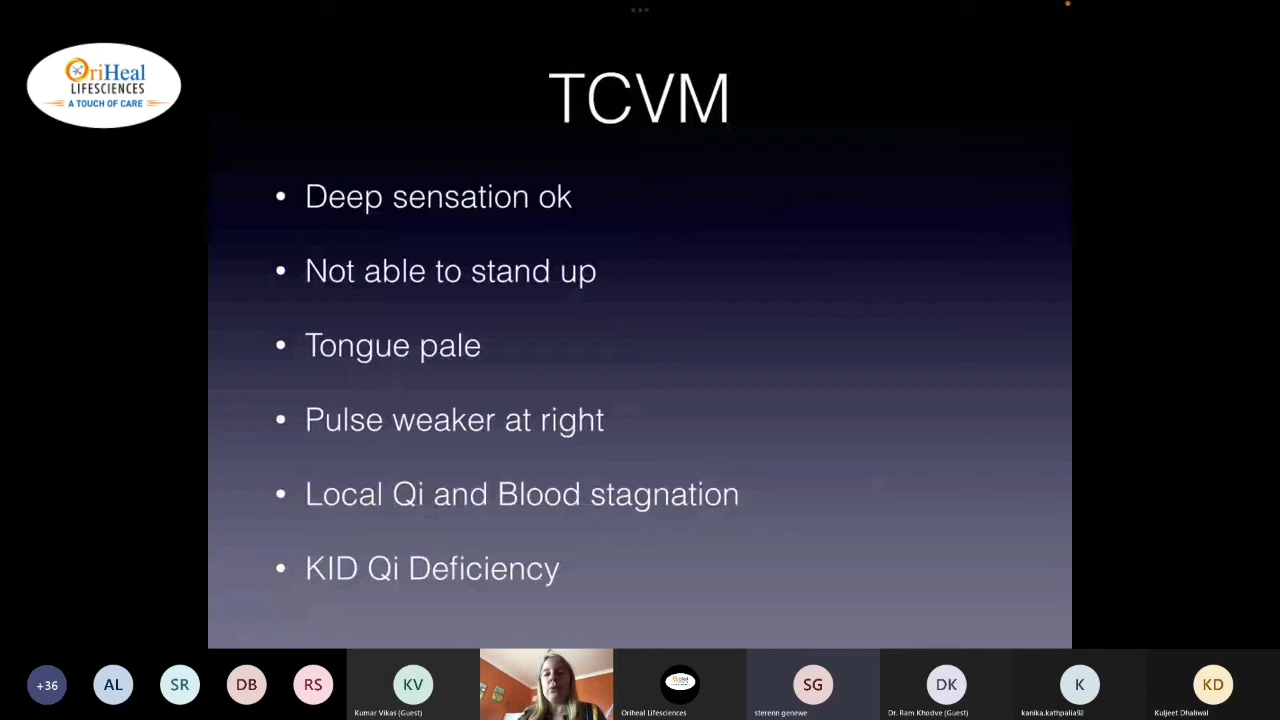 OriHeal
LIFESCIENCES
A TOUCH OF CARE
TCVM
• Deep sensation ok
• Not able to stand up
• Tongue pale
• Pulse weaker at right
• Local Qi and Blood stagnation
• KID Qi Deficiency
+36
AL
SR
DB
RS
KV
SG
DK
K
KD
Kumar Vikas (Guest)
Oriheal Lifesciences
sterenn genewe
Dr. Ram Khodve (Guest)
kanika.kathpalia92
Kuljeet Dhaliwal